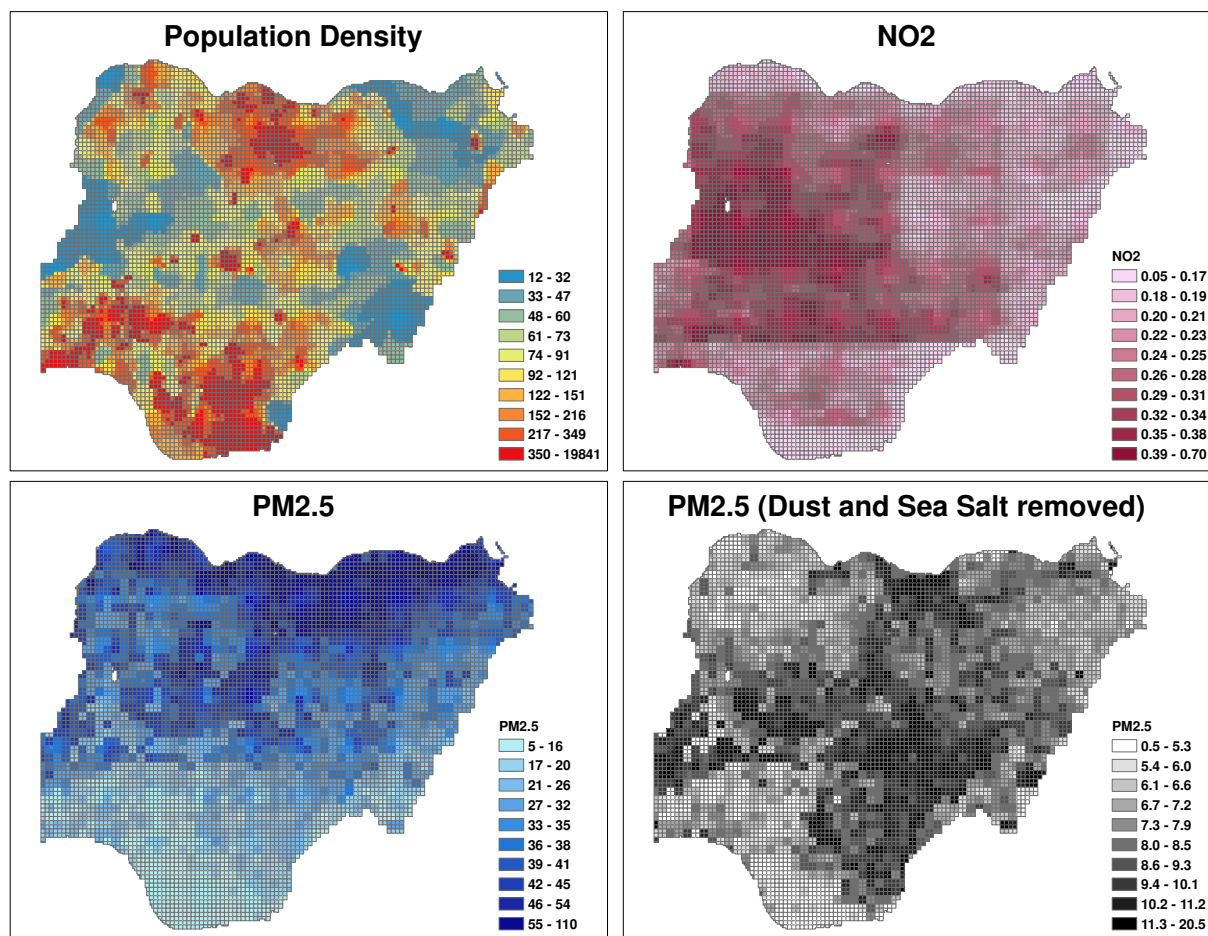 Population Density
12 - 32
33 - 47
48 - 60
61 - 73
74 - 91
92 - 121
122 - 151
152 - 216
217 - 349
350 - 19841
NO2
NO2
0.05 - 0.17
0.18 - 0.19
0.20 - 0.21
0.22 - 0.23
0.24 - 0.25
0.26 - 0.28
0.29 - 0.31
0.32 - 0.34
0.35 - 0.38
0.39 - 0.70
PM2.5
PM2.5
5 - 16
17 - 20
21 - 26
27 - 32
33 - 35
36 - 38
39 - 41
42 - 45
46 - 54
55 - 110
PM2.5 (Dust and Sea Salt removed)
PM2.5
0.5 - 5.3
5.4 - 6.0
6.1 - 6.6
6.7 - 7.2
7.3 - 7.9
8.0 - 8.5
8.6 - 9.3
9.4 - 10.1
10.2 - 11.2
11.3 - 20.5